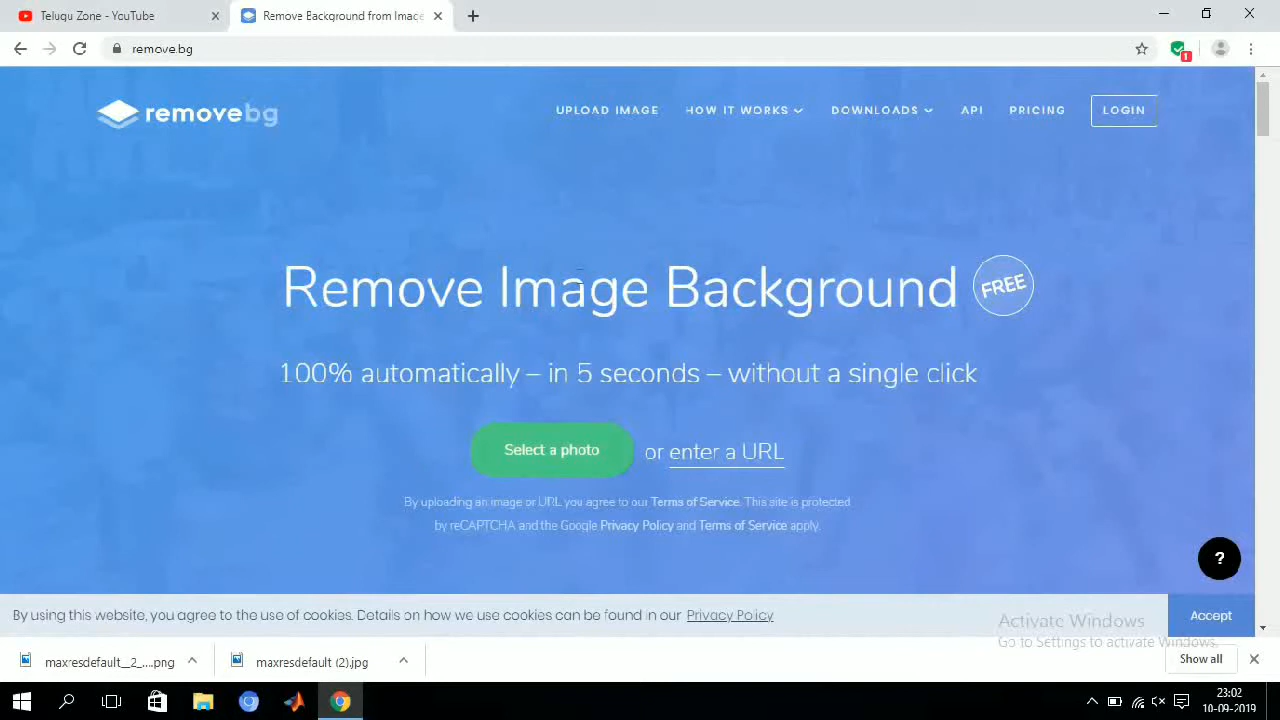 Telugu Zone - YouTube
Remove Background from Image
remove.bg
1
removebg
UPLOAD IMAGE
HOW IT WORKS
DOWNLOADS
API
PRICING
LOGIN
Remove Image Background
FREE
100% automatically – in 5 seconds – without a single click
Select a photo
or enter a URL
By uploading an image or URL you agree to our Terms of Service. This site is protected
by reCAPTCHA and the Google Privacy Policy and Terms of Service apply.
?
By using this website, you agree to the use of cookies. Details on how we use cookies can be found in our Privacy Policy
Accept
Activate Windows
Go to Settings to activate Windows.
maxresdefault__2_....png
maxresdefault (2).jpg
Show all
23:02
10-09-2019